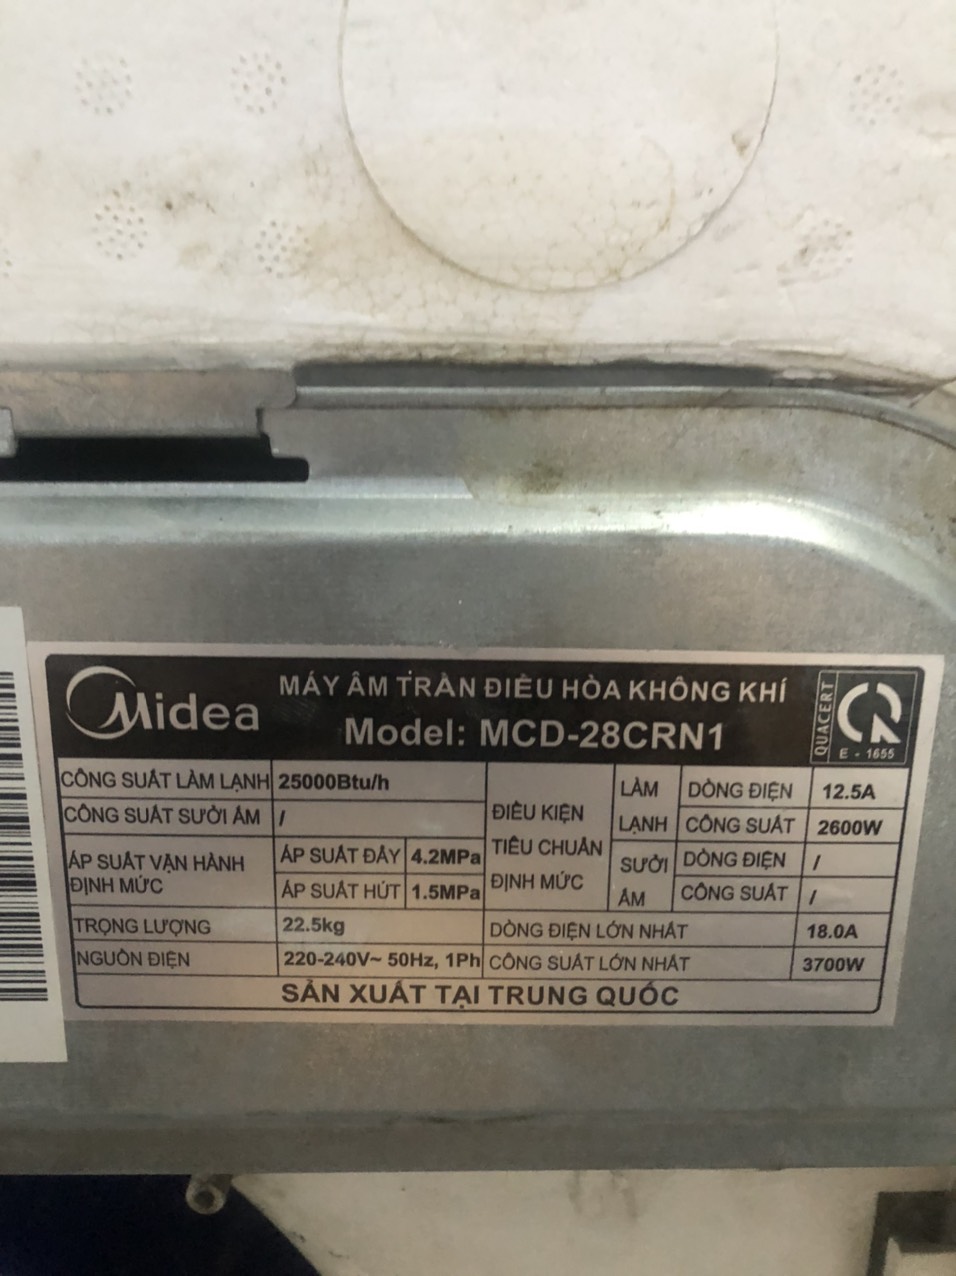 Midea
MÁY ÂM TRẦN ĐIỀU HÒA KHÔNG KHÍ
Model: MCD-28CRN1
QUACERT
E - 1655
CÔNG SUẤT LÀM LẠNH 25000Btu/h
CÔNG SUẤT SƯỞI ẤM /
ÁP SUẤT VẬN HÀNH ĐỊNH MỨC
ÁP SUẤT ĐẨY 4.2MPa
ÁP SUẤT HÚT 1.5MPa
ĐIỀU KIỆN
TIÊU CHUẨN
ĐỊNH MỨC
LÀM
LẠNH
DÒNG ĐIỆN 12.5A
CÔNG SUẤT 2600W
SƯỞI
ẤM
DÒNG ĐIỆN /
CÔNG SUẤT /
TRỌNG LƯỢNG 22.5kg
DÒNG ĐIỆN LỚN NHẤT 18.0A
NGUỒN ĐIỆN 220-240V~ 50Hz, 1Ph
CÔNG SUẤT LỚN NHẤT 3700W
SẢN XUẤT TẠI TRUNG QUỐC